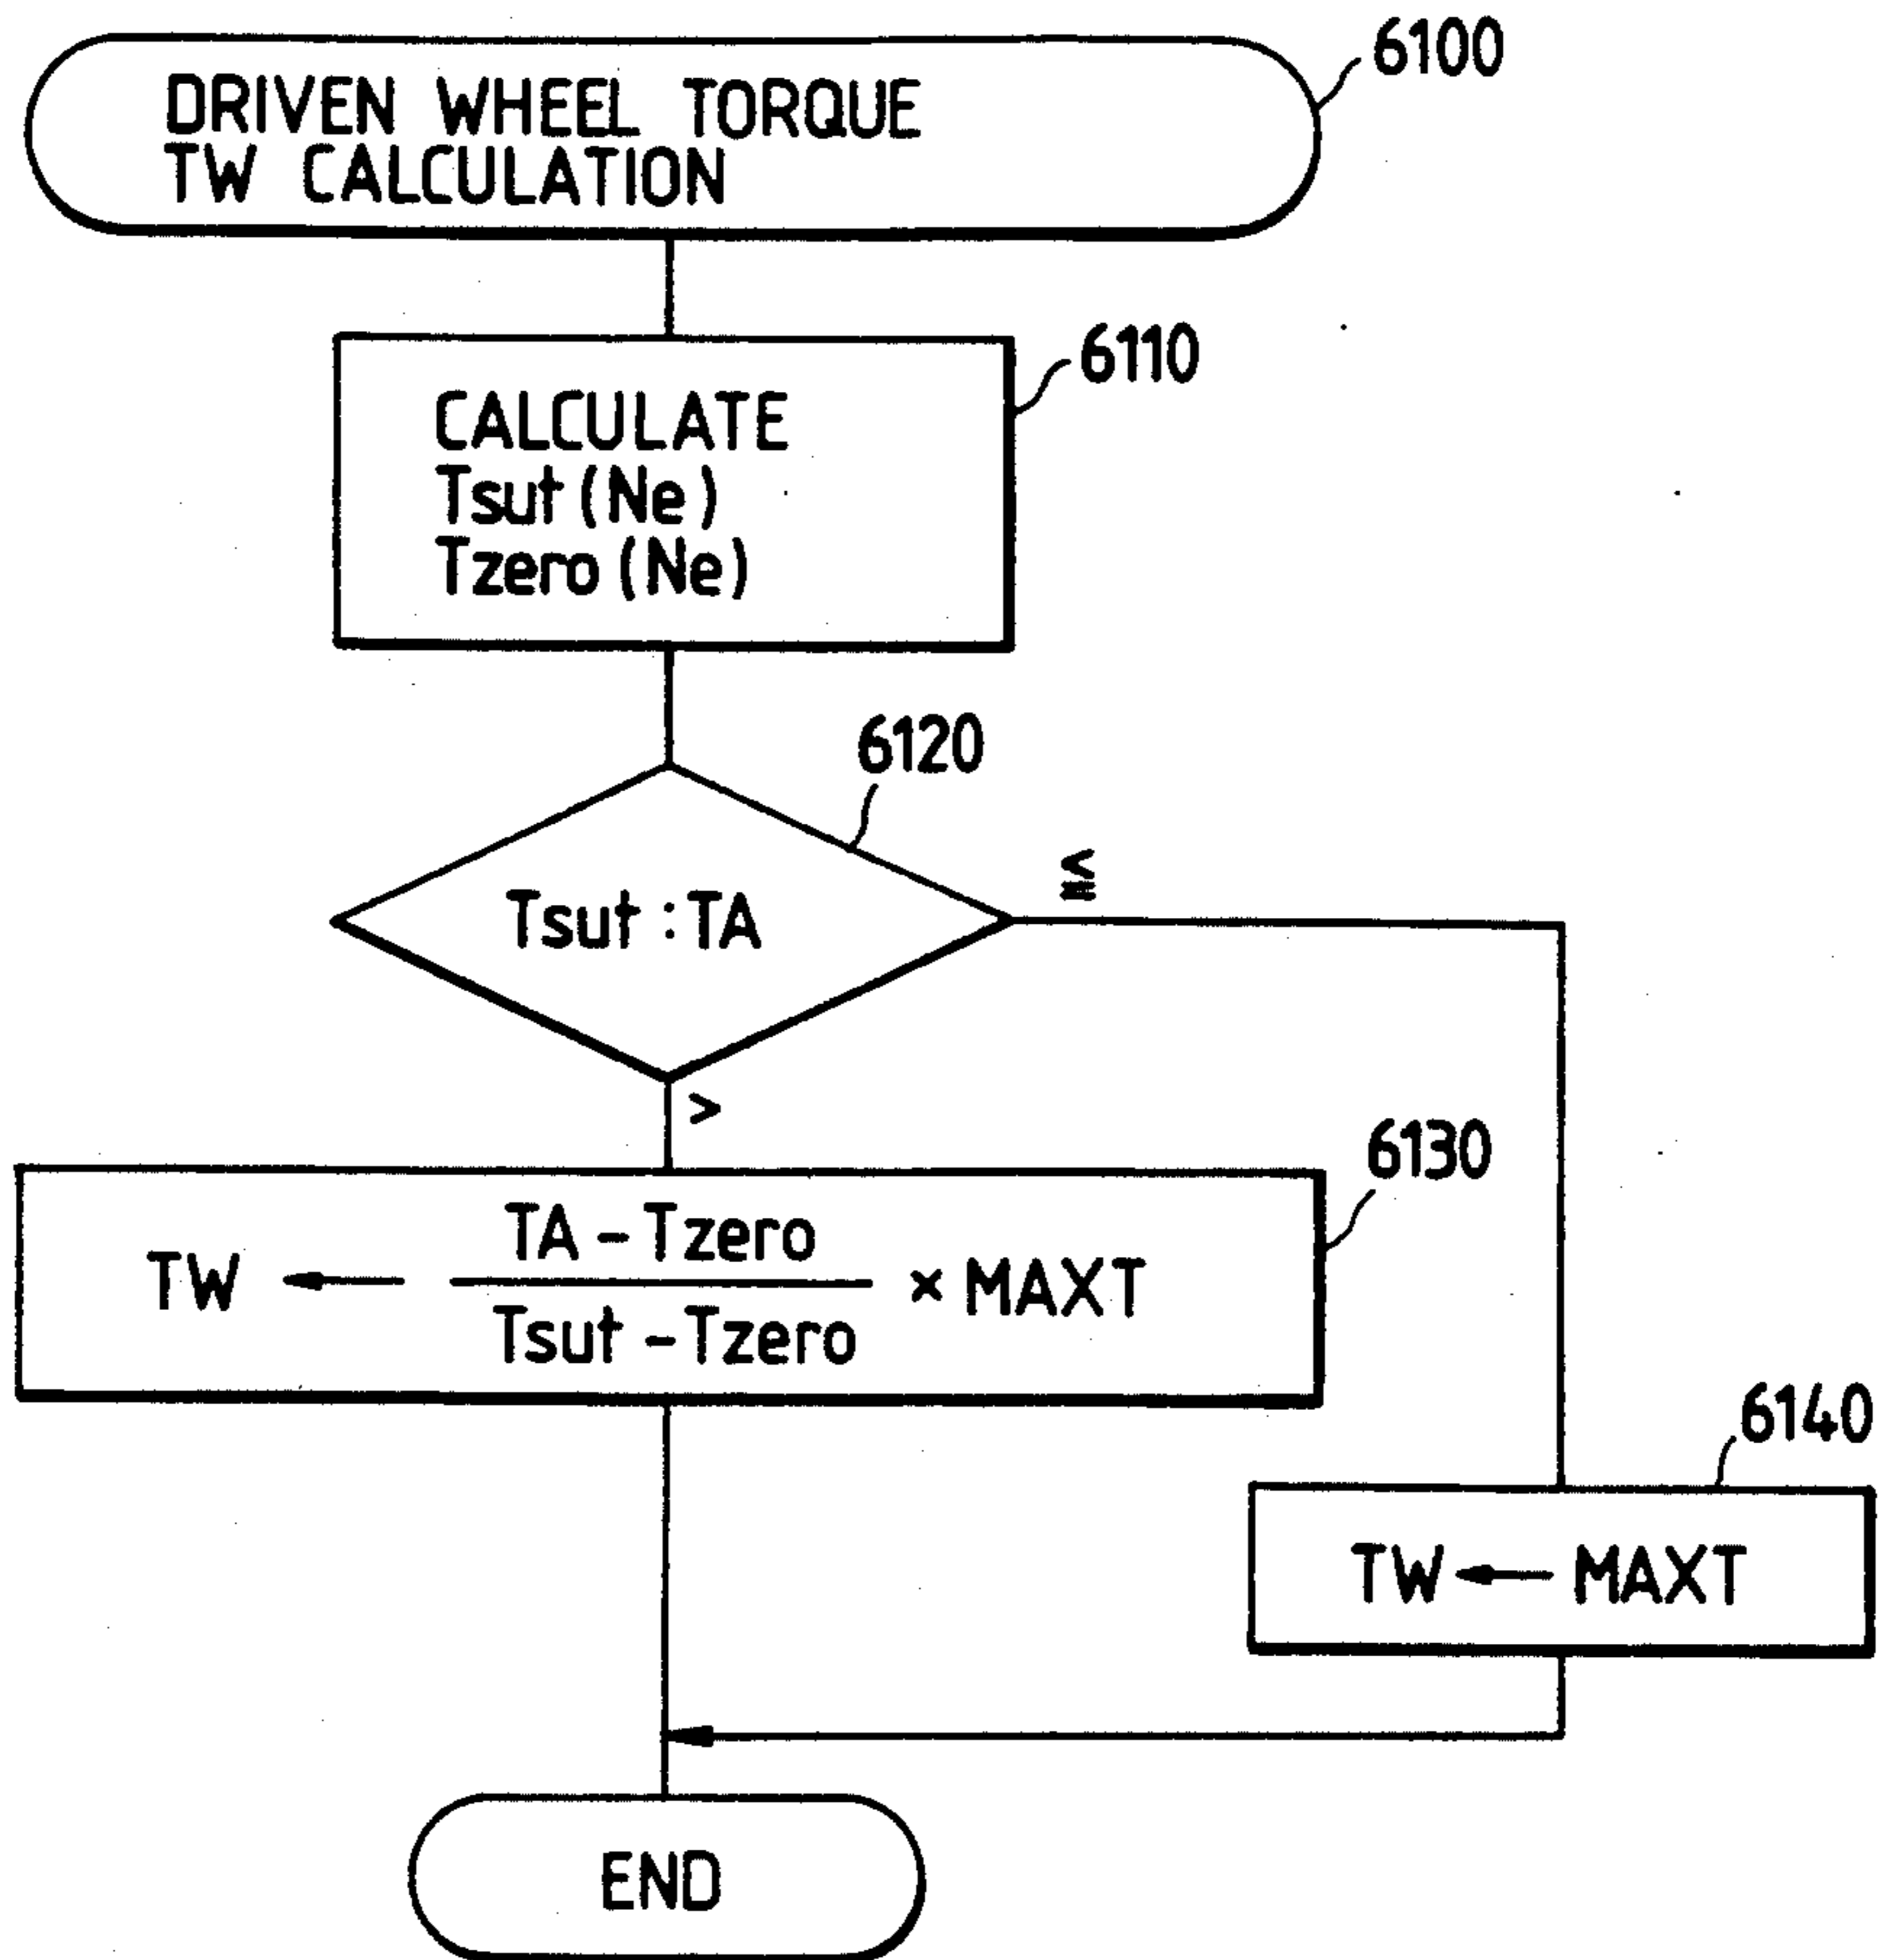 6100
DRIVEN WHEEL TORQUE
TW CALCULATION
6110
CALCULATE
Tsut (Ne)
Tzero (Ne)
6120
Tsut : TA
≦
>
6130
TW ← TA - Tzero / Tsut - Tzero × MAXT
6140
TW ← MAXT
END